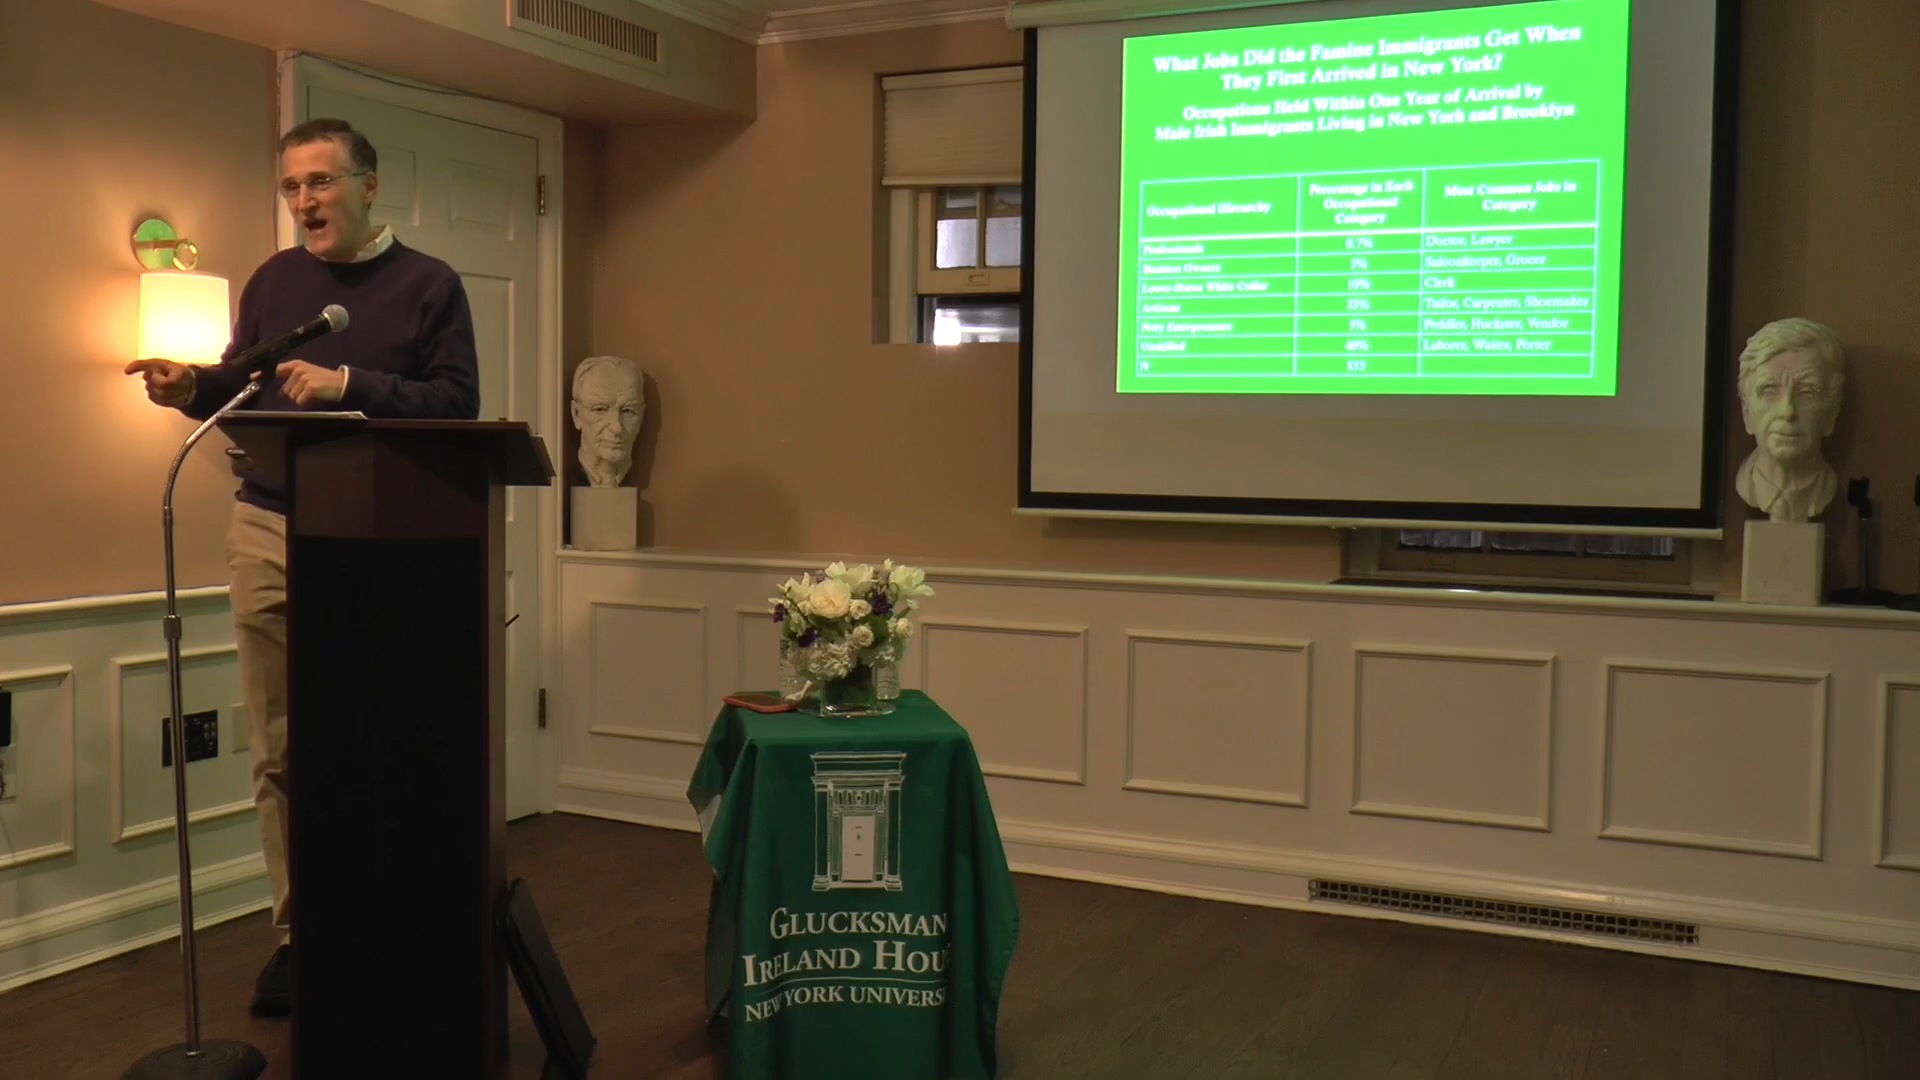 What Jobs Did the Famine Immigrants Get When
They First Arrived in New York?
Occupations Held Within One Year of Arrival by
Male Irish Immigrants Living in New York and Brooklyn
Occupational Hierarchy
Percentage in Each
Occupational
Category
Most Common Jobs in
Category
Professionals 0.7% Doctor, Lawyer
Business Owners 5% Saloonkeeper, Grocer
Lower-Status White Collar 10% Clerk
Artisans 33% Tailor, Carpenter, Shoemaker
Petty Entrepreneurs 5% Peddler, Huckster, Vendor
Unskilled 46% Laborer, Waiter, Porter
N 833
GLUCKSMAN
IRELAND HOU
NEW YORK UNIVERS